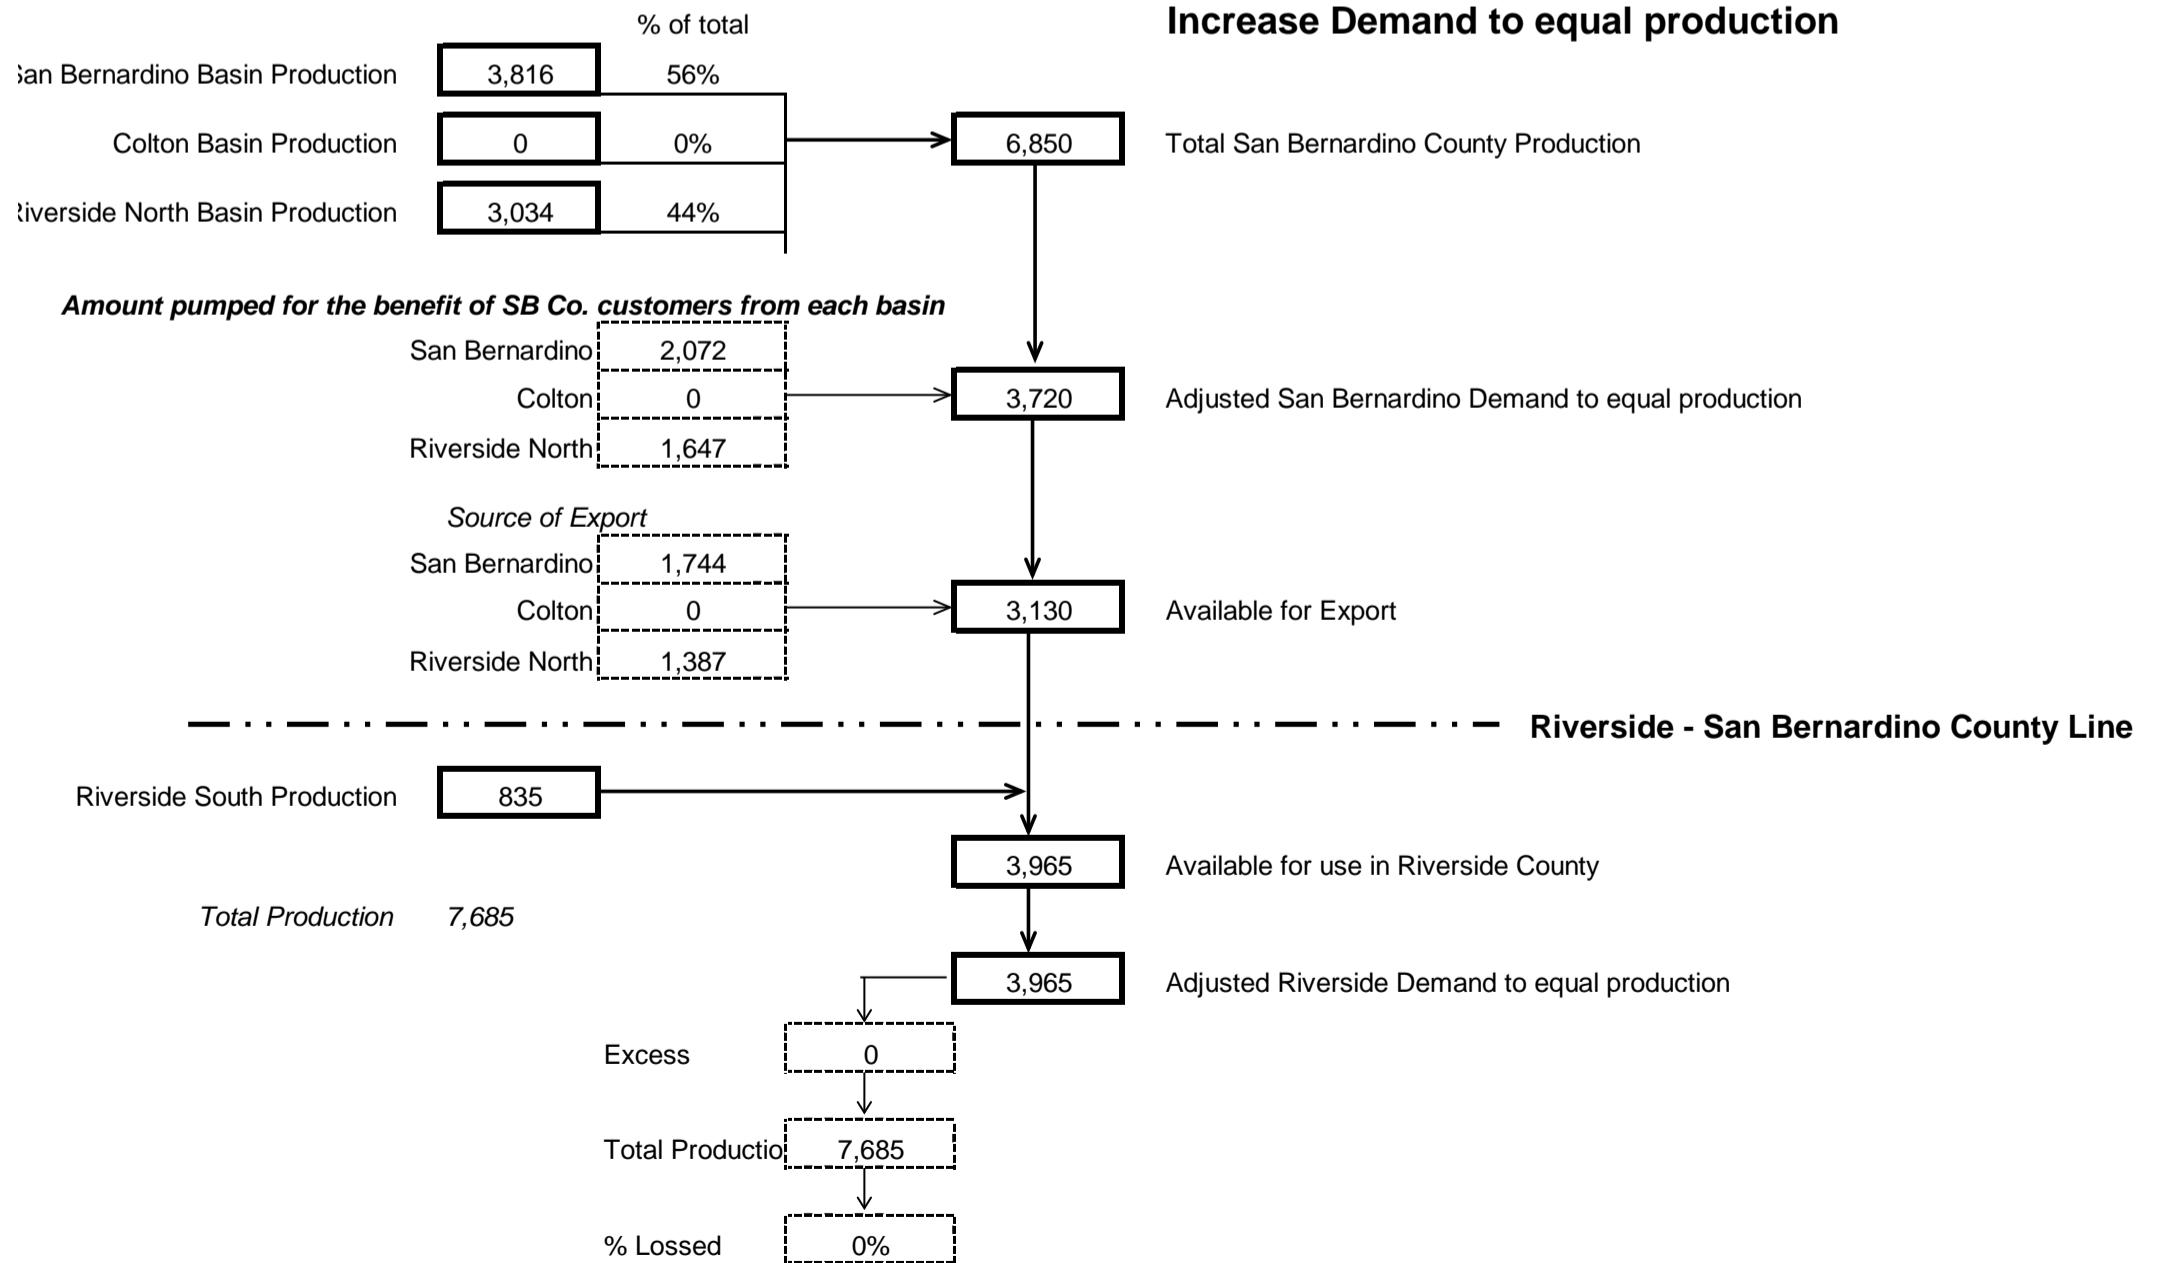 % of total
Increase Demand to equal production
San Bernardino Basin Production 3,816 56%
Colton Basin Production 0 0% 6,850 Total San Bernardino County Production
Riverside North Basin Production 3,034 44%
Amount pumped for the benefit of SB Co. customers from each basin
San Bernardino 2,072
Colton 0 3,720 Adjusted San Bernardino Demand to equal production
Riverside North 1,647
Source of Export
San Bernardino 1,744
Colton 0 3,130 Available for Export
Riverside North 1,387
Riverside - San Bernardino County Line
Riverside South Production 835
3,965 Available for use in Riverside County
Total Production 7,685
3,965 Adjusted Riverside Demand to equal production
Excess 0
Total Productio 7,685
% Lossed 0%